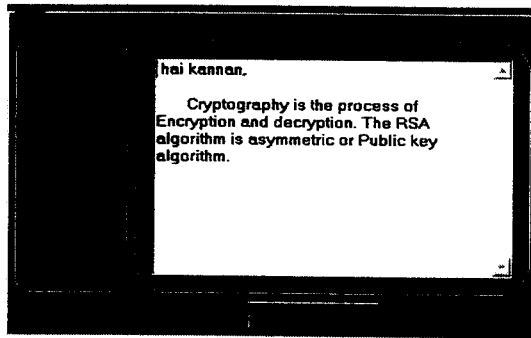 hai kannan,
Cryptography is the process of
Encryption and decryption. The RSA
algorithm is asymmetric or Public key
algorithm.